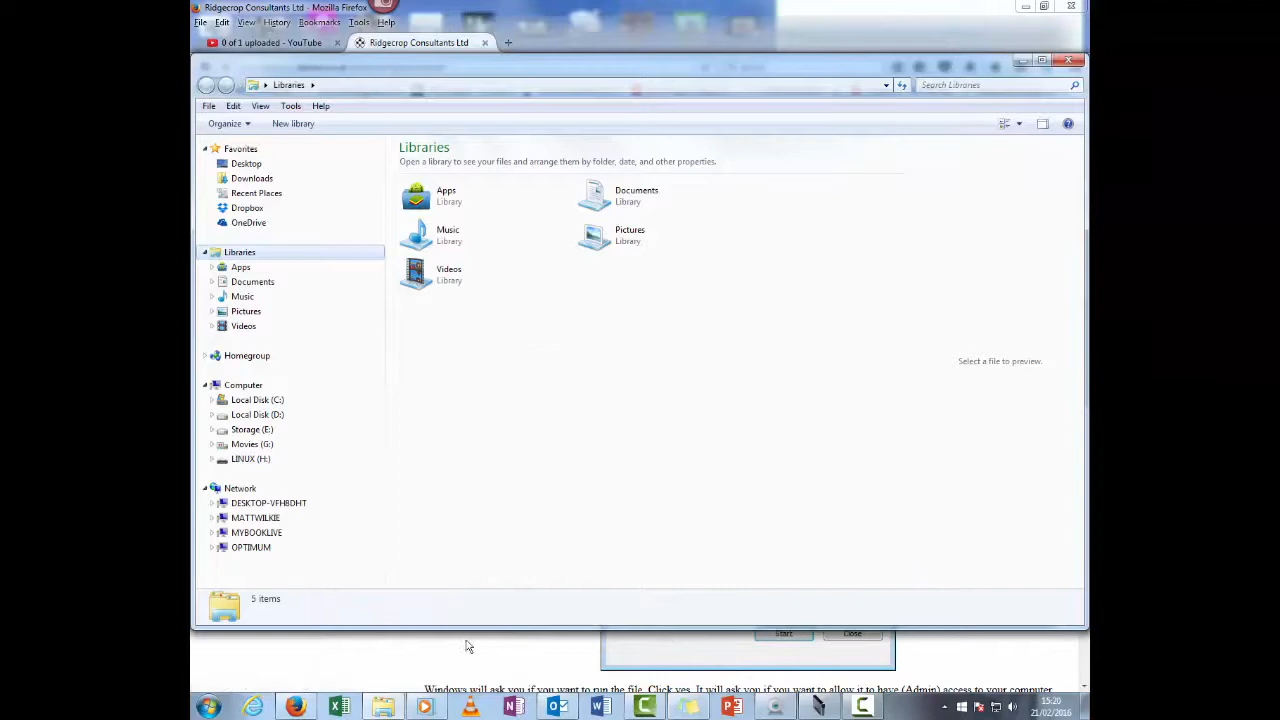 Ridgecrop Consultants Ltd - Mozilla Firefox
File Edit View History Bookmarks Tools Help
0 of 1 uploaded - YouTube
Ridgecrop Consultants Ltd
Libraries
Search Libraries
File Edit View Tools Help
Organize New library
Favorites
Desktop
Downloads
Recent Places
Dropbox
OneDrive
Libraries
Apps
Documents
Music
Pictures
Videos
Homegroup
Computer
Local Disk (C:)
Local Disk (D:)
Storage (E:)
Movies (G:)
LINUX (H:)
Network
DESKTOP-VFH8DHT
MATTWILKIE
MYBOOKLIVE
OPTIMUM
Libraries
Open a library to see your files and arrange them by folder, date, and other properties.
Apps
Library
Documents
Library
Music
Library
Pictures
Library
Videos
Library
Select a file to preview.
5 items
Start Close
Windows will ask you if you want to run the file. Click yes. It will ask you if you want to allow it to have (Admin) access to your computer
15:20
21/02/2016